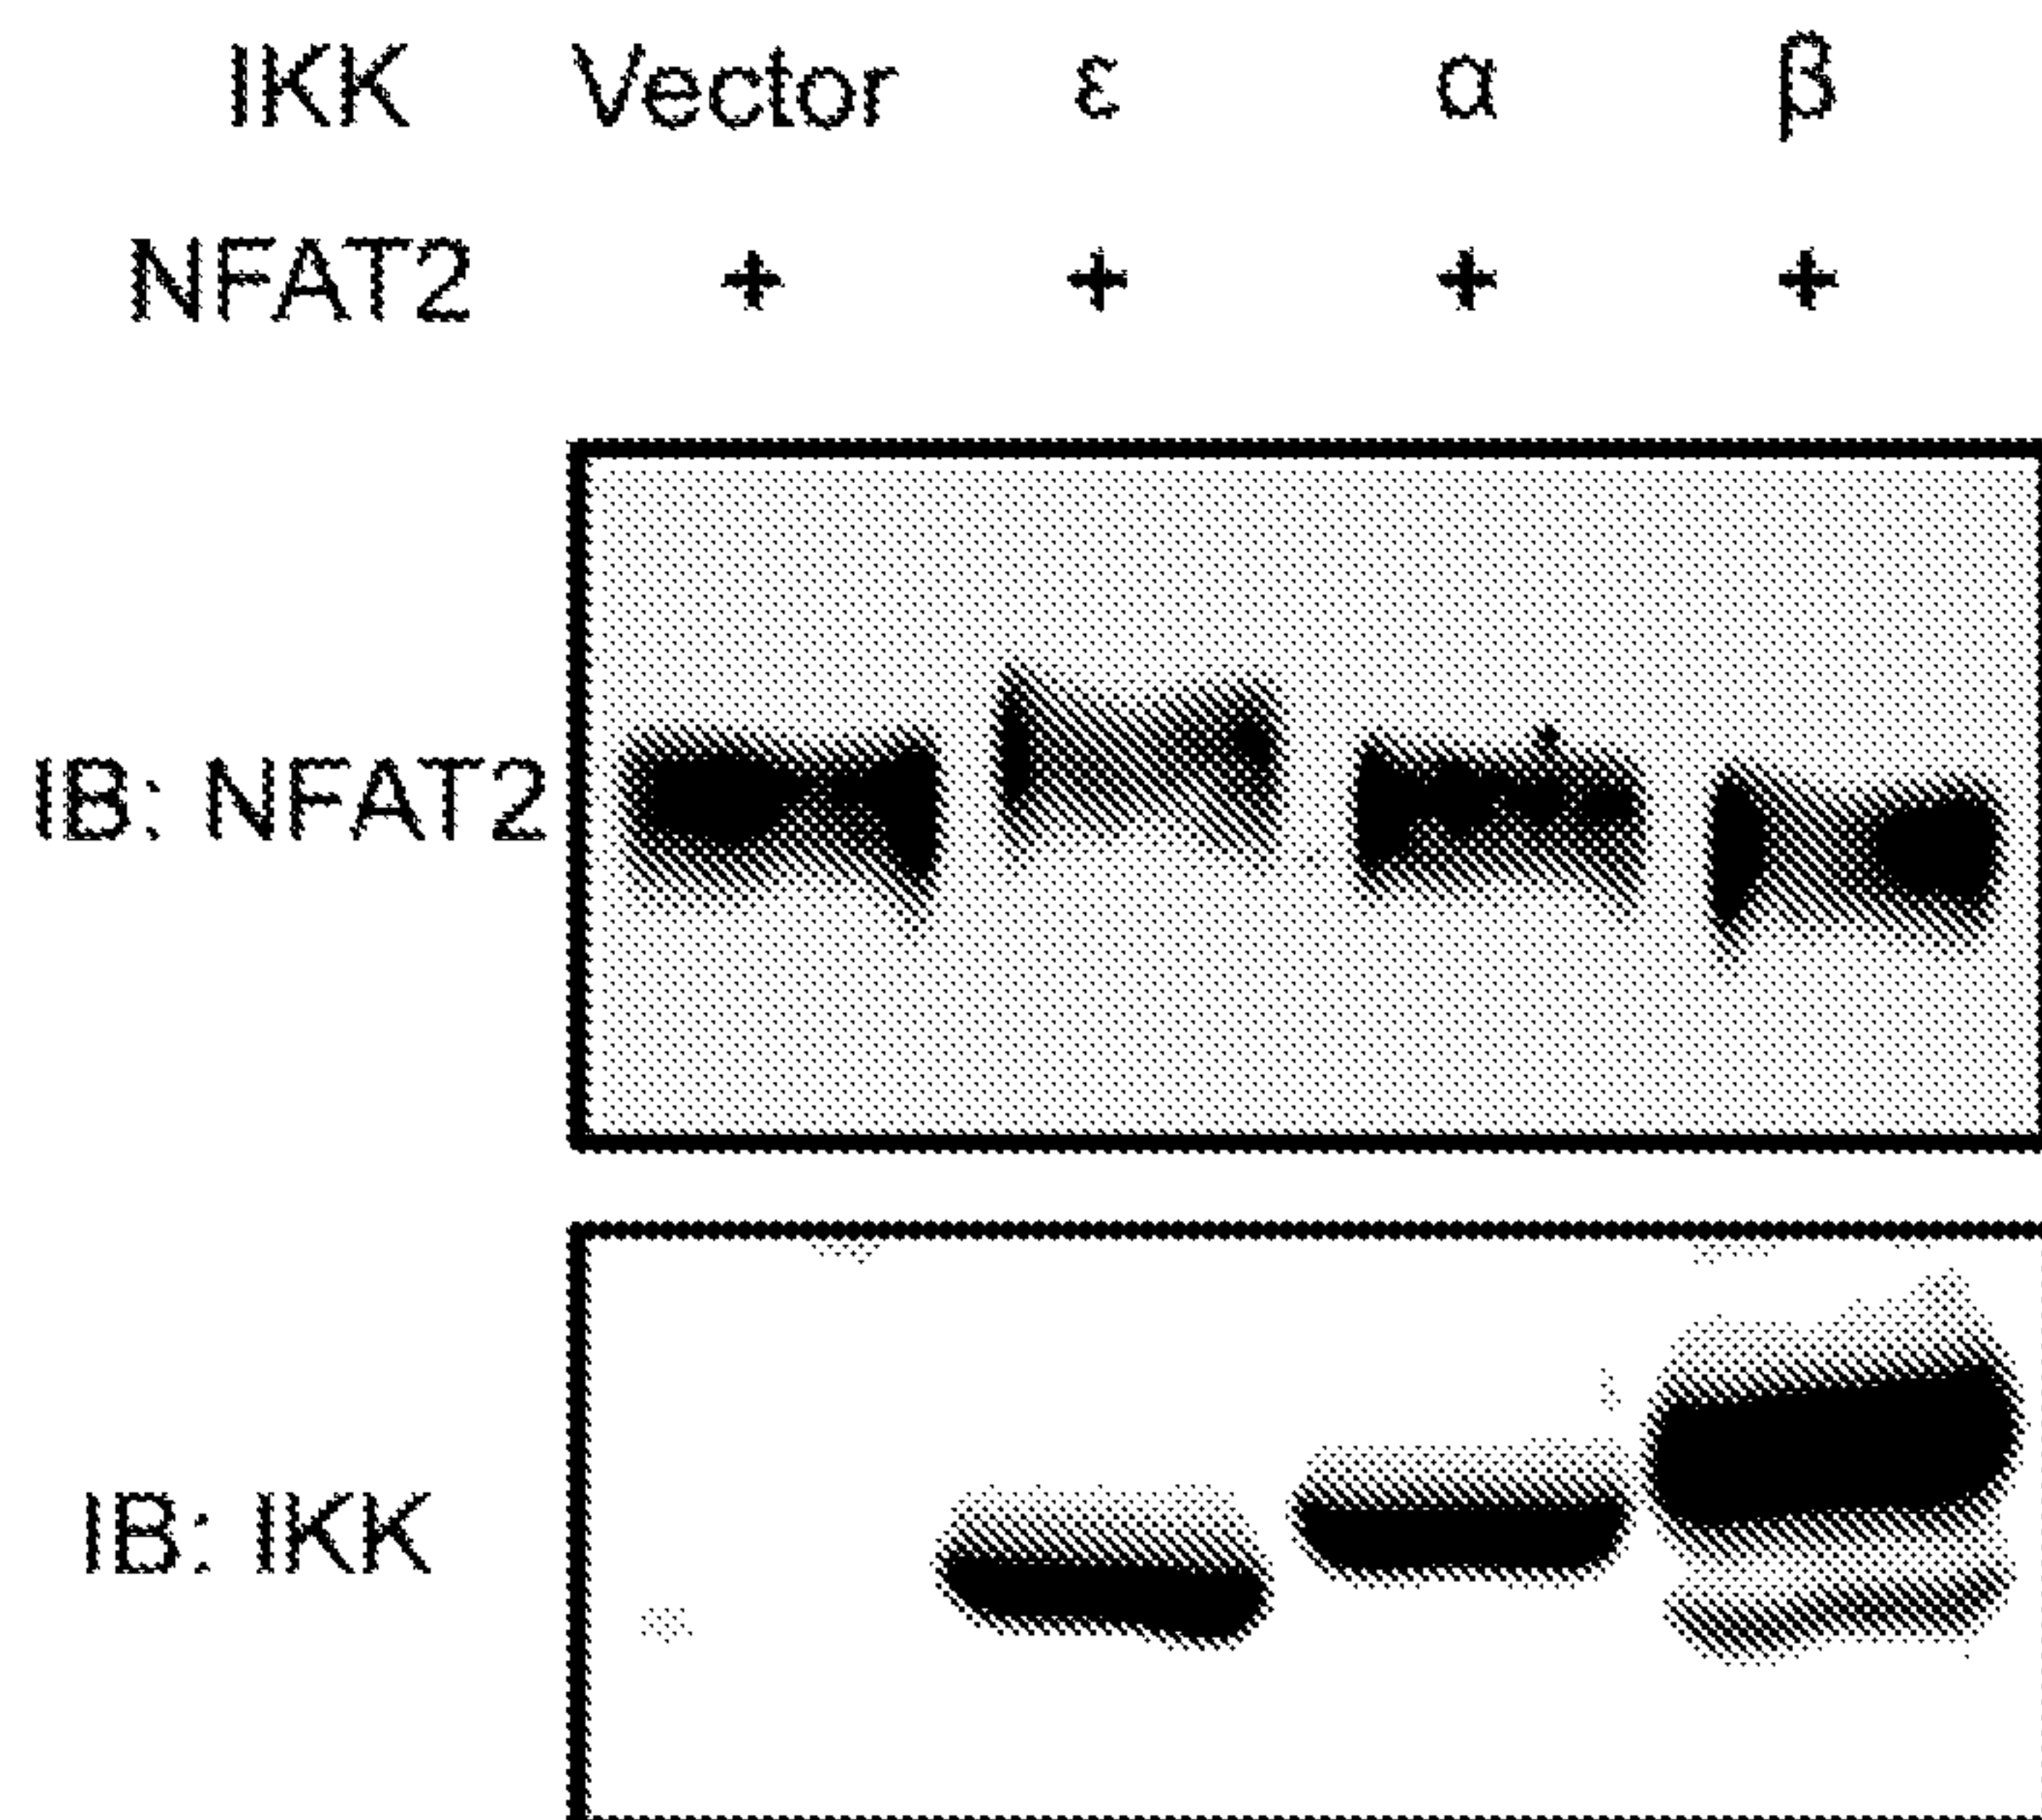 IKK Vector ε α β
NFAT2 + + + +
IB: NFAT2
IB: IKK